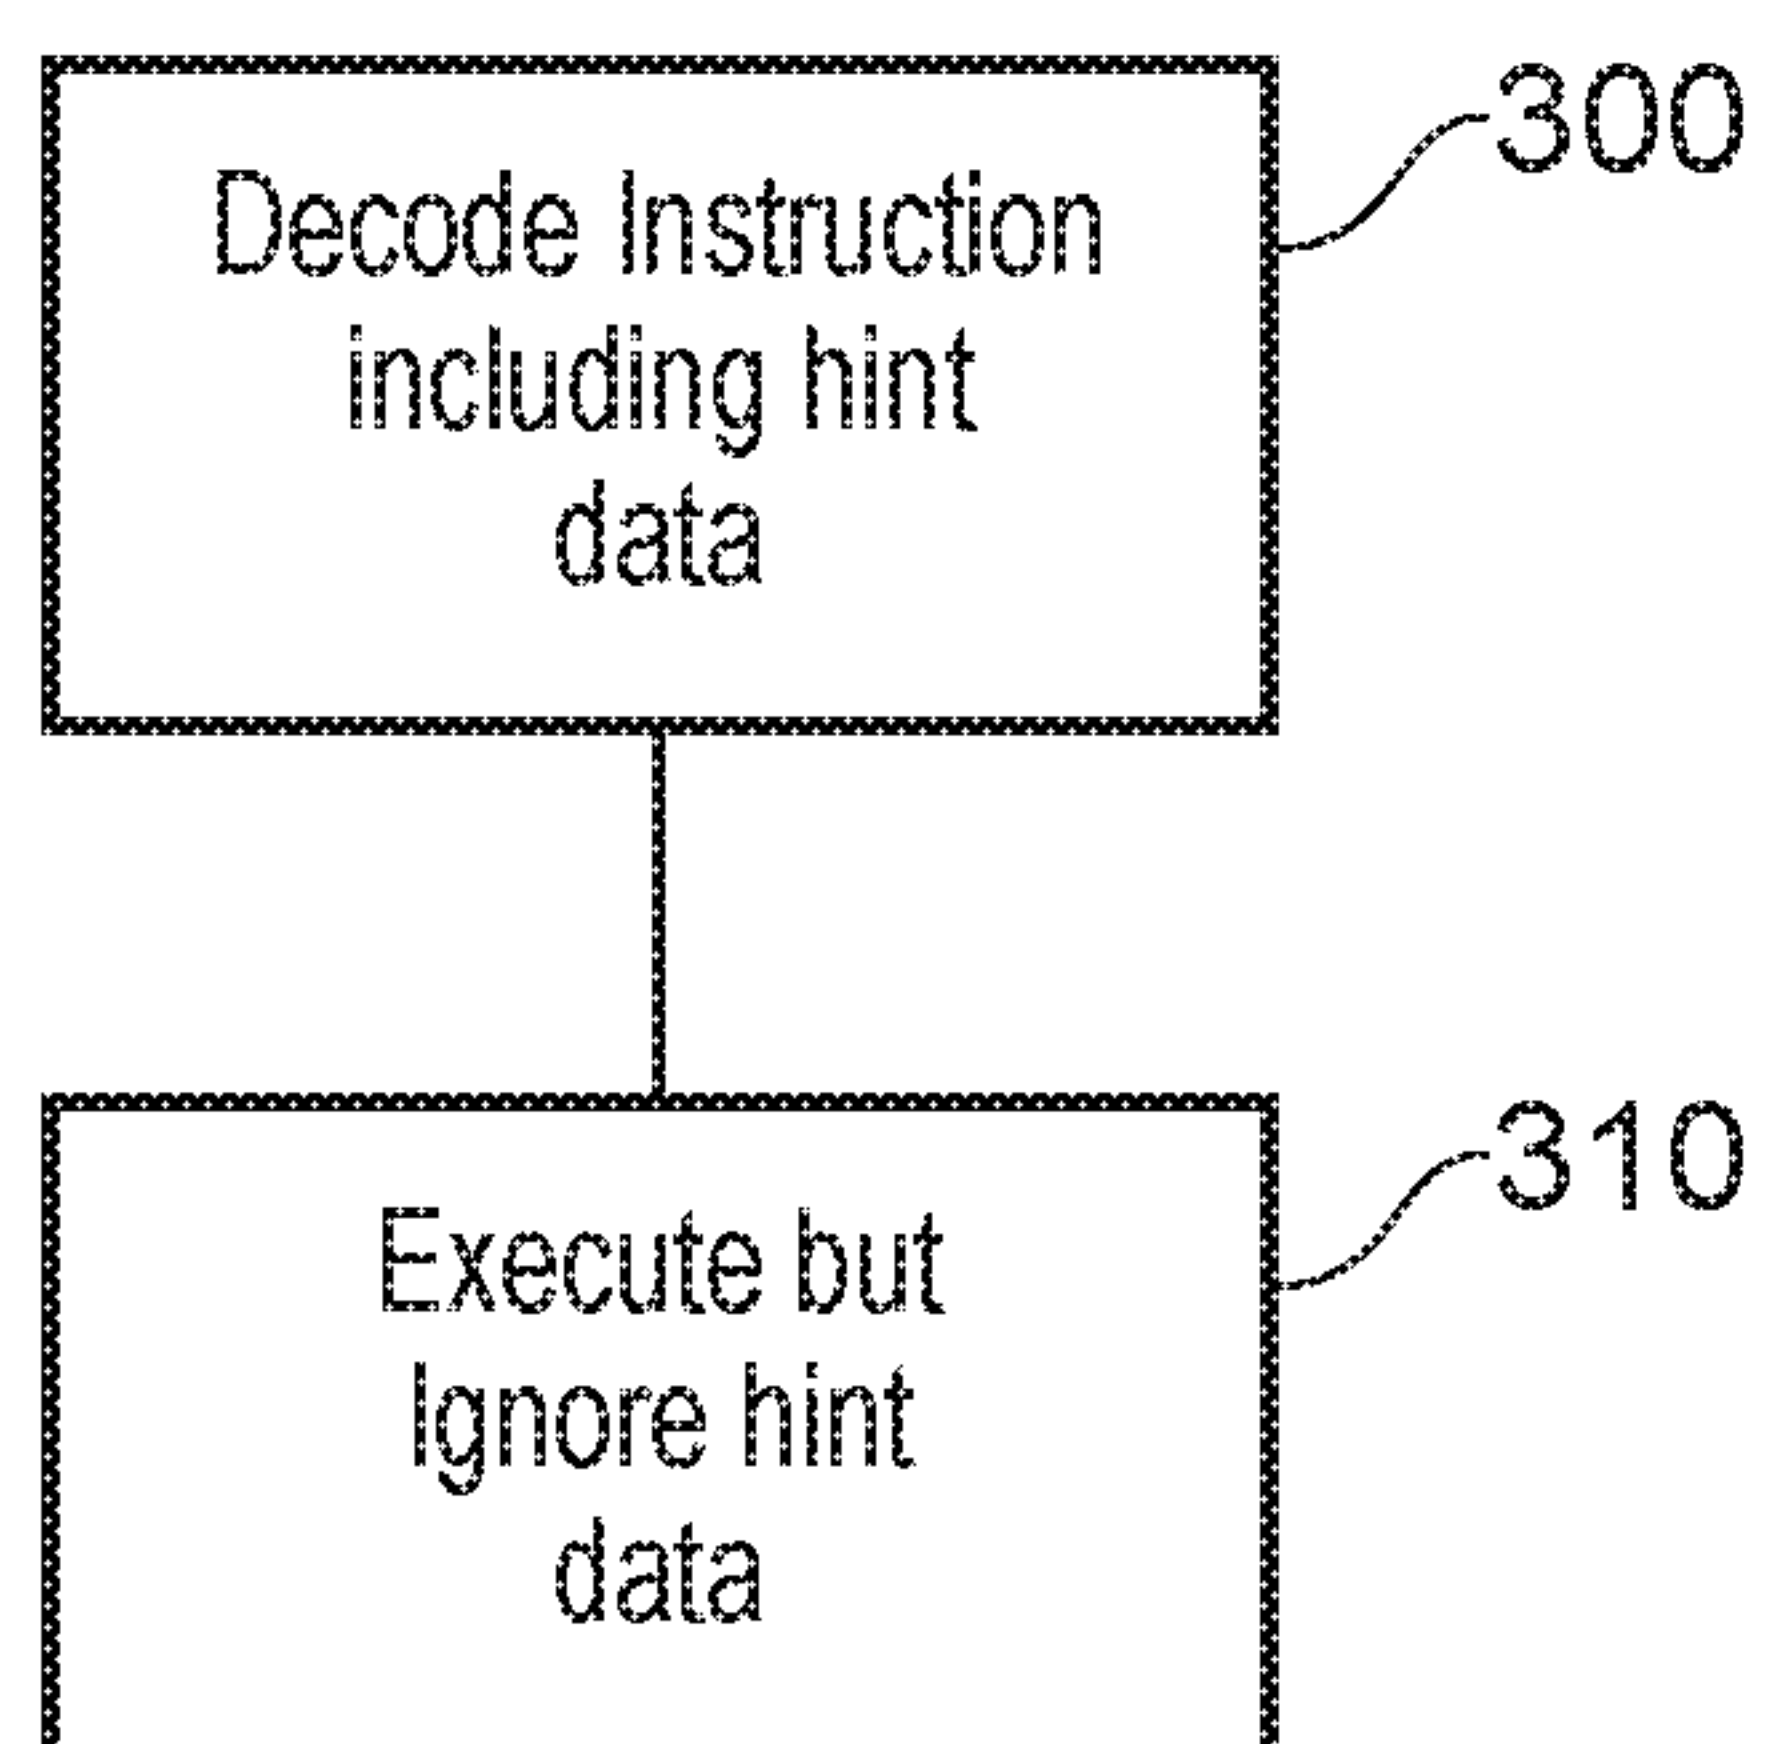 300
Decode Instruction
including hint
data
310
Execute but
Ignore hint
data